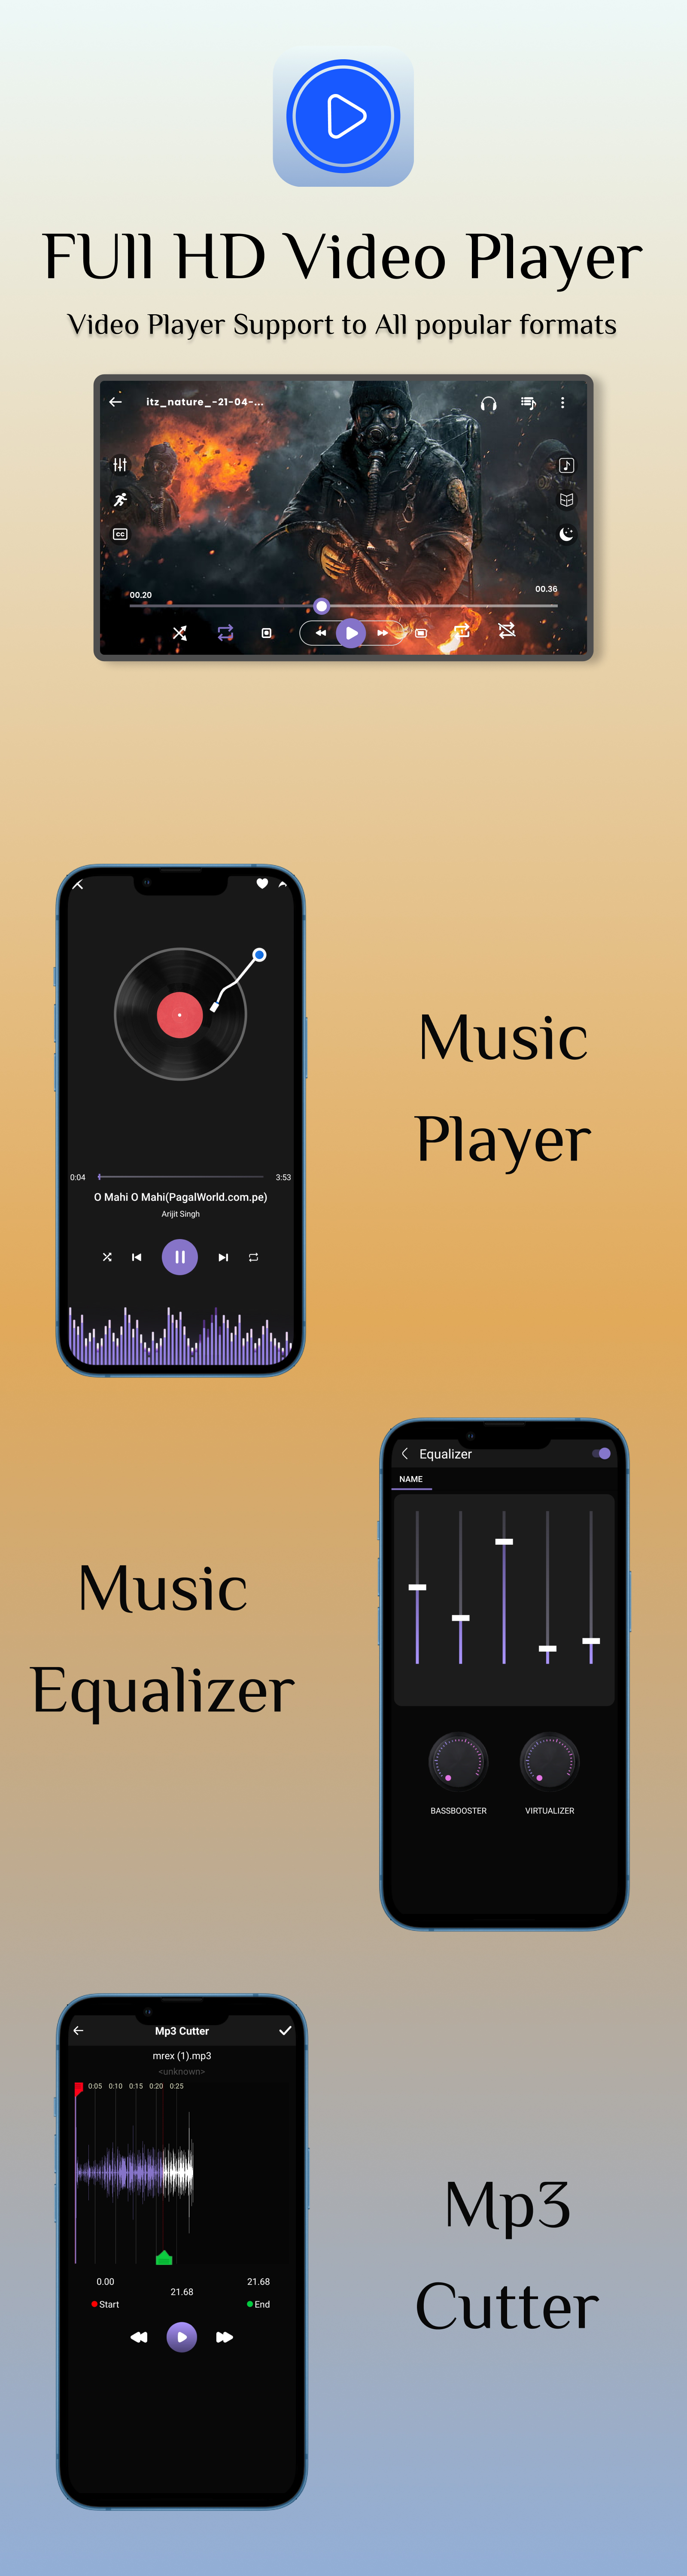 FUll HD Video Player
Video Player Support to All popular formats
itz_nature_-21-04-...
CC
00.20
00.36
0:04
3:53
O Mahi O Mahi(PagalWorld.com.pe)
Arijit Singh
Music
Player
Equalizer
NAME
BASSBOOSTER
VIRTUALIZER
Music
Equalizer
Mp3 Cutter
mrex (1).mp3
<unknown>
0:05 0:10 0:15 0:20 0:25
0.00
21.68
21.68
Start
End
Mp3
Cutter